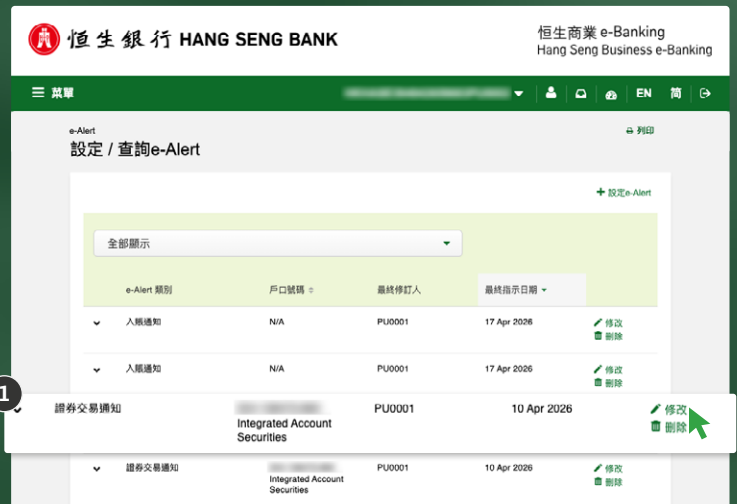 恒生銀行 HANG SENG BANK
恒生商業 e-Banking
Hang Seng Business e-Banking
菜單
EN 简
e-Alert
設定 / 查詢e-Alert
列印
設定e-Alert
全部顯示
e-Alert 類別 戶口號碼 最終修訂人 最終指示日期
入賬通知 N/A PU0001 17 Apr 2026 修改
刪除
入賬通知 N/A PU0001 17 Apr 2026 修改
刪除
1
證券交易通知 PU0001 10 Apr 2026 修改
Integrated Account
Securities
刪除
證券交易通知 PU0001 10 Apr 2026 修改
Integrated Account
Securities
刪除